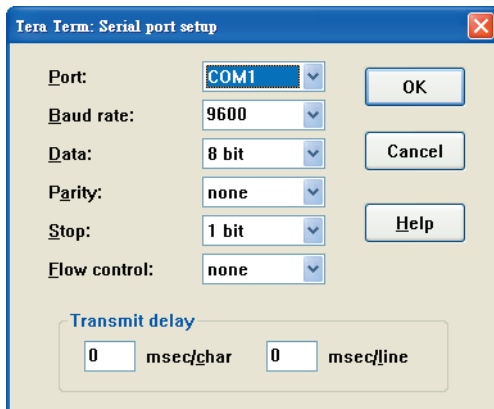 Tera Term: Serial port setup
Port: COM1 OK
Baud rate: 9600
Data: 8 bit Cancel
Parity: none
Stop: 1 bit Help
Flow control: none
Transmit delay
0 msec/char 0 msec/line